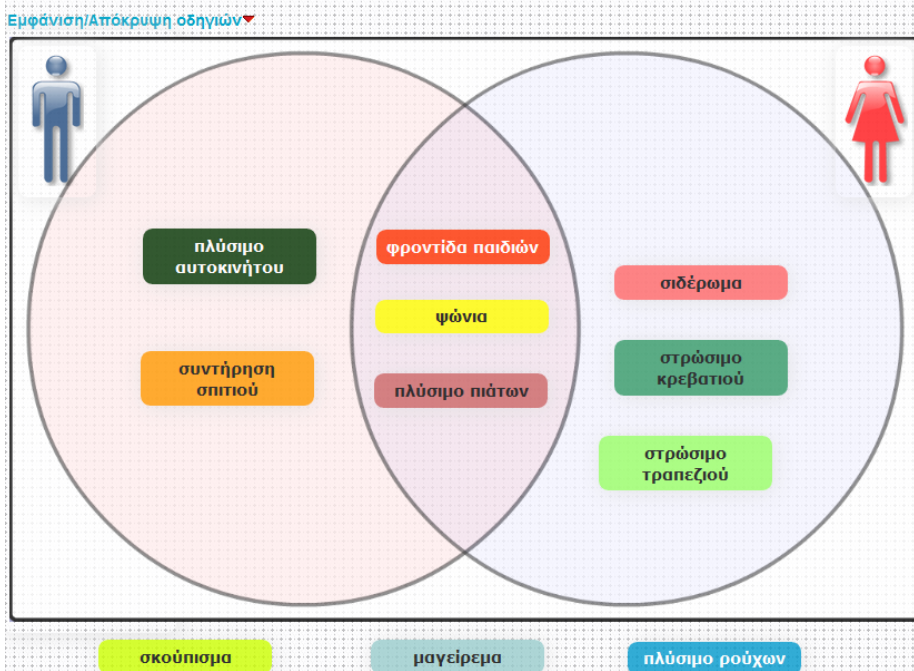 Εμφάνιση/Απόκρυψη οδηγιών
πλύσιμο
αυτοκινήτου
συντήρηση
σπιτιού
φροντίδα παιδιών
ψώνια
πλύσιμο πιάτων
σιδέρωμα
στρώσιμο
κρεβατιού
στρώσιμο
τραπεζιού
σκούπισμα
μαγείρεμα
πλύσιμο ρούχων